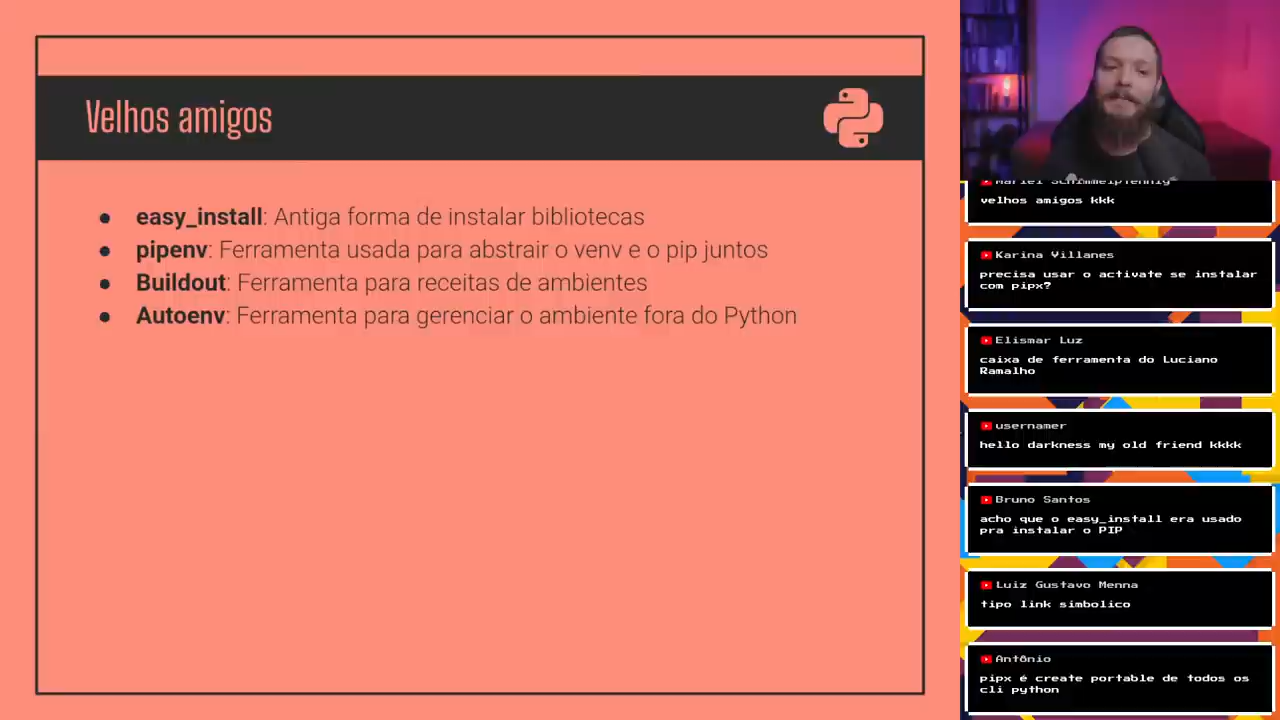 Velhos amigos
● easy_install: Antiga forma de instalar bibliotecas
● pipenv: Ferramenta usada para abstrair o venv e o pip juntos
● Buildout: Ferramenta para receitas de ambientes
● Autoenv: Ferramenta para gerenciar o ambiente fora do Python
Mariel Schimmelpfennig
velhos amigos kkk
Karina Villanes
precisa usar o activate se instalar
com pipx?
Elismar Luz
caixa de ferramenta do Luciano
Ramalho
usernamer
hello darkness my old friend kkkk
Bruno Santos
acho que o easy_install era usado
pra instalar o PIP
Luiz Gustavo Menna
tipo link simbolico
Antônio
pipx é create portable de todos os
cli python